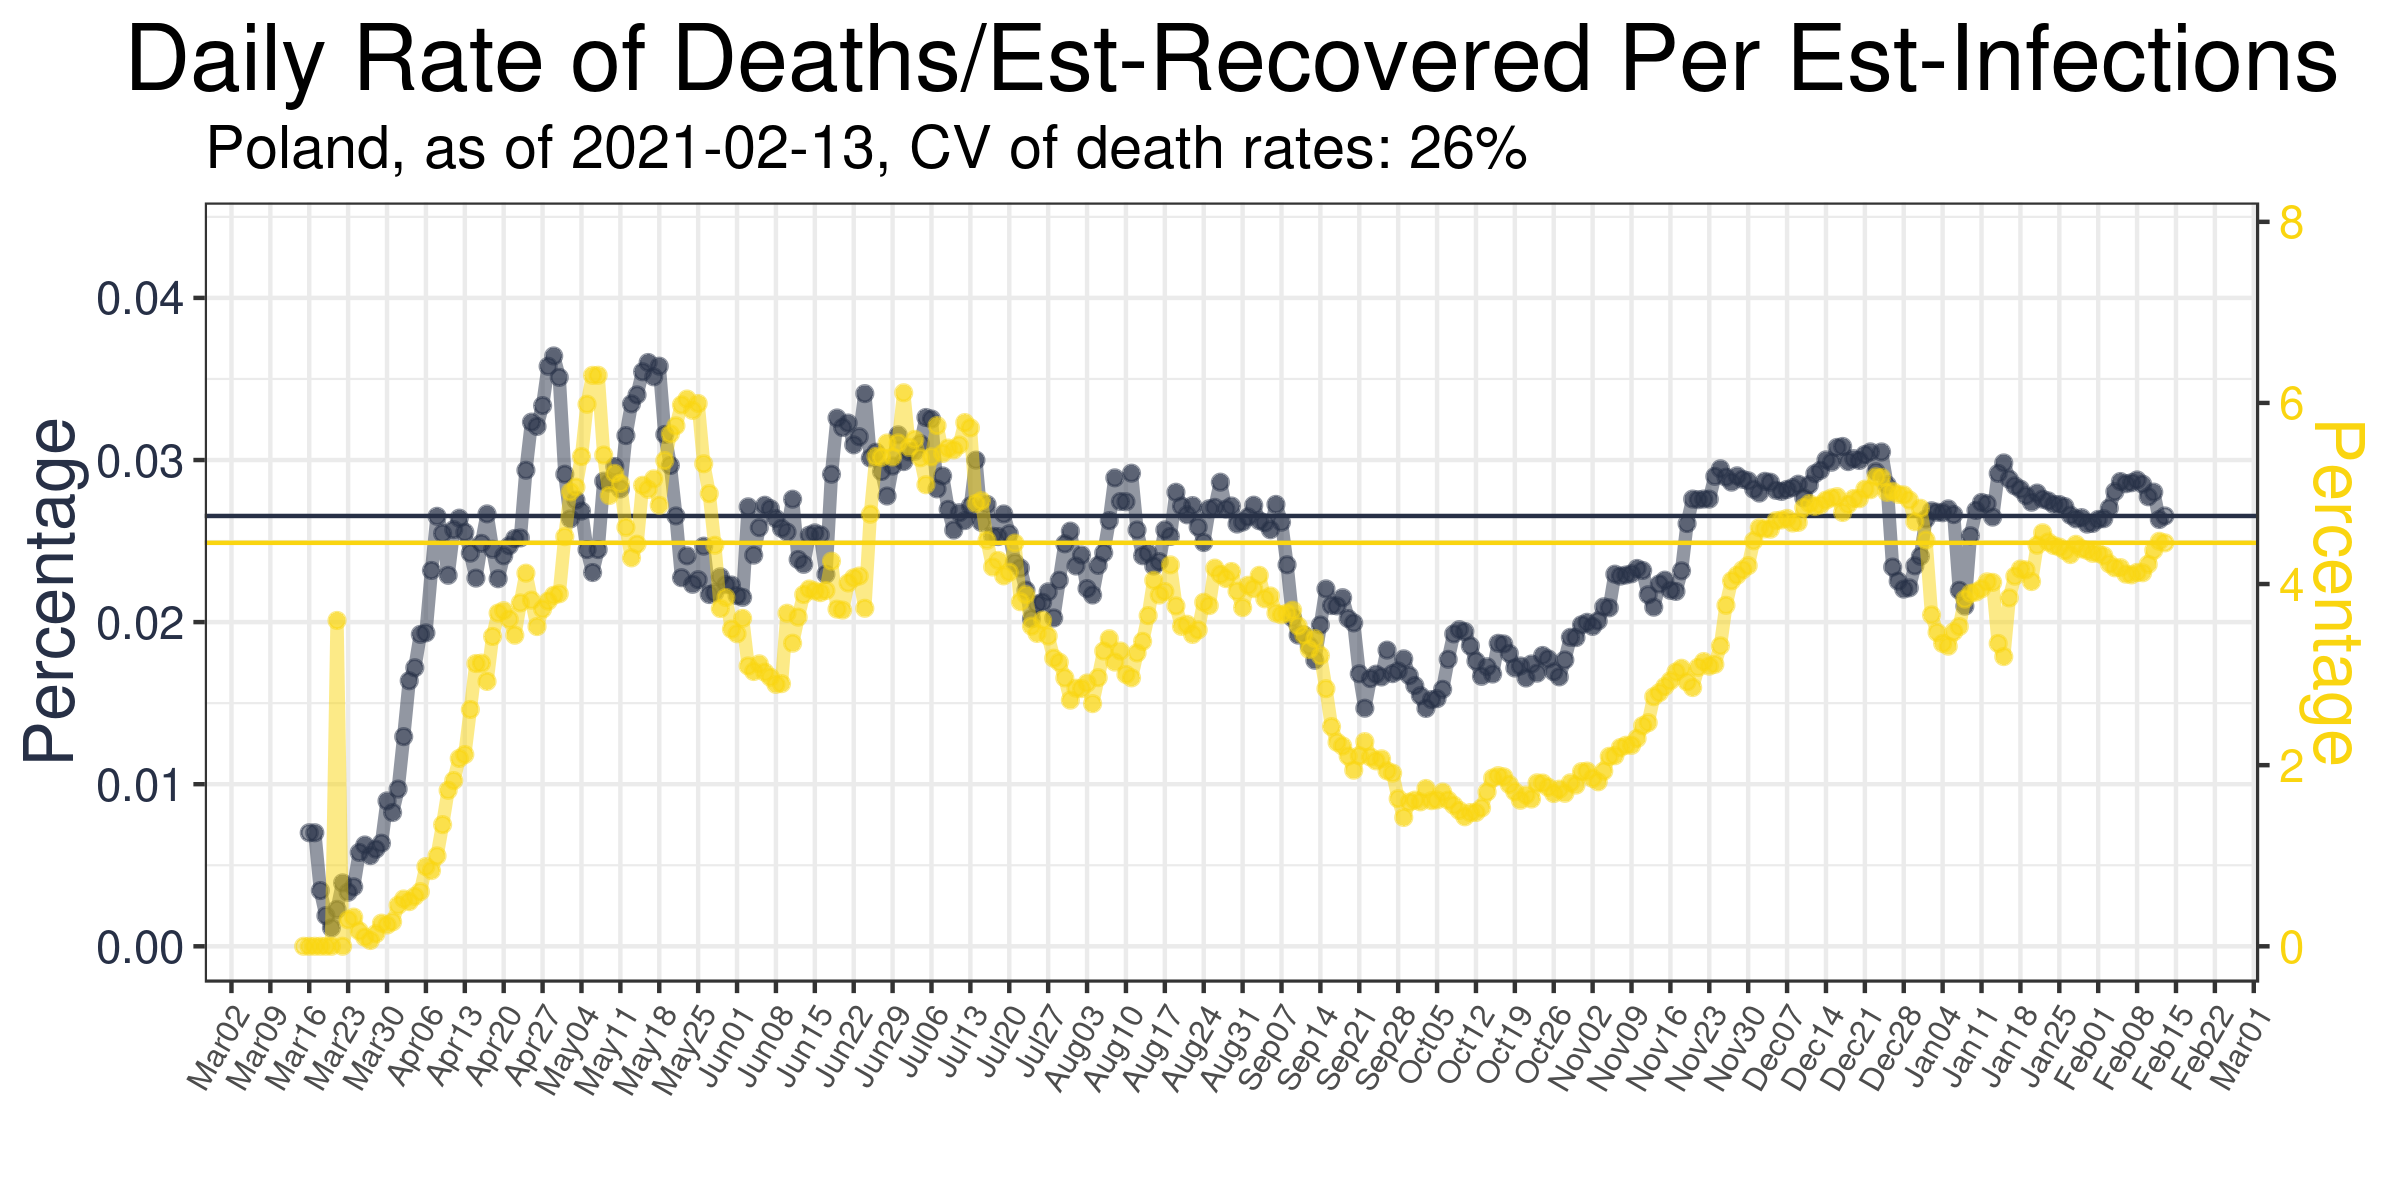 Daily Rate of Deaths/Est-Recovered Per Est-Infections
Poland, as of 2021-02-13, CV of death rates: 26%
Percentage
0.04
0.03
0.02
0.01
0.00
8
6
4
2
0
Percentage
Mar02
Mar09
Mar16
Mar23
Mar30
Apr06
Apr13
Apr20
Apr27
May04
May11
May18
May25
Jun01
Jun08
Jun15
Jun22
Jun29
Jul06
Jul13
Jul20
Jul27
Aug03
Aug10
Aug17
Aug24
Aug31
Sep07
Sep14
Sep21
Sep28
Oct05
Oct12
Oct19
Oct26
Nov02
Nov09
Nov16
Nov23
Nov30
Dec07
Dec14
Dec21
Dec28
Jan04
Jan11
Jan18
Jan25
Feb01
Feb08
Feb15
Feb22
Mar01